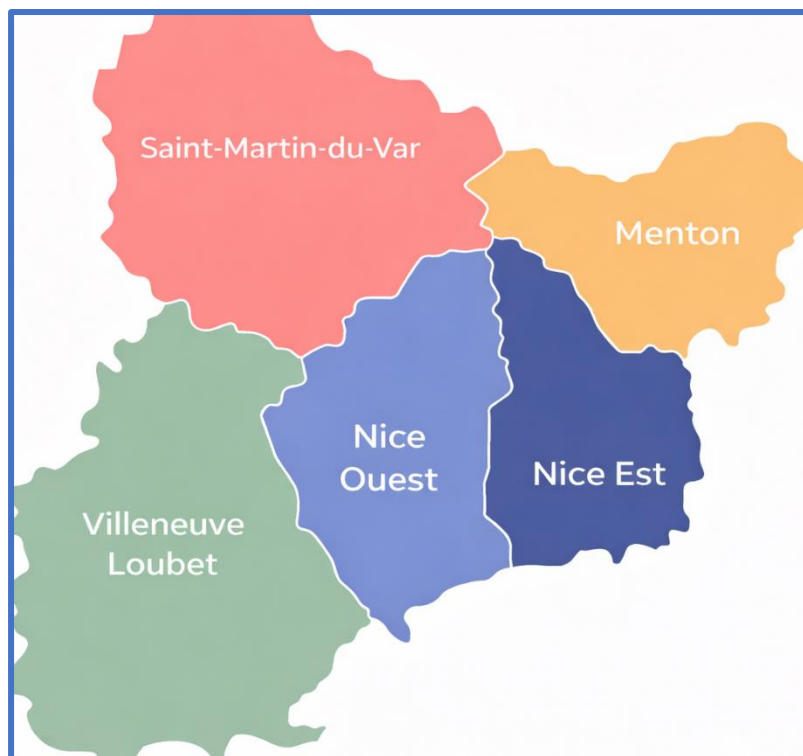 Saint-Martin-du-Var
Menton
Nice
Ouest
Nice Est
Villeneuve
Loubet